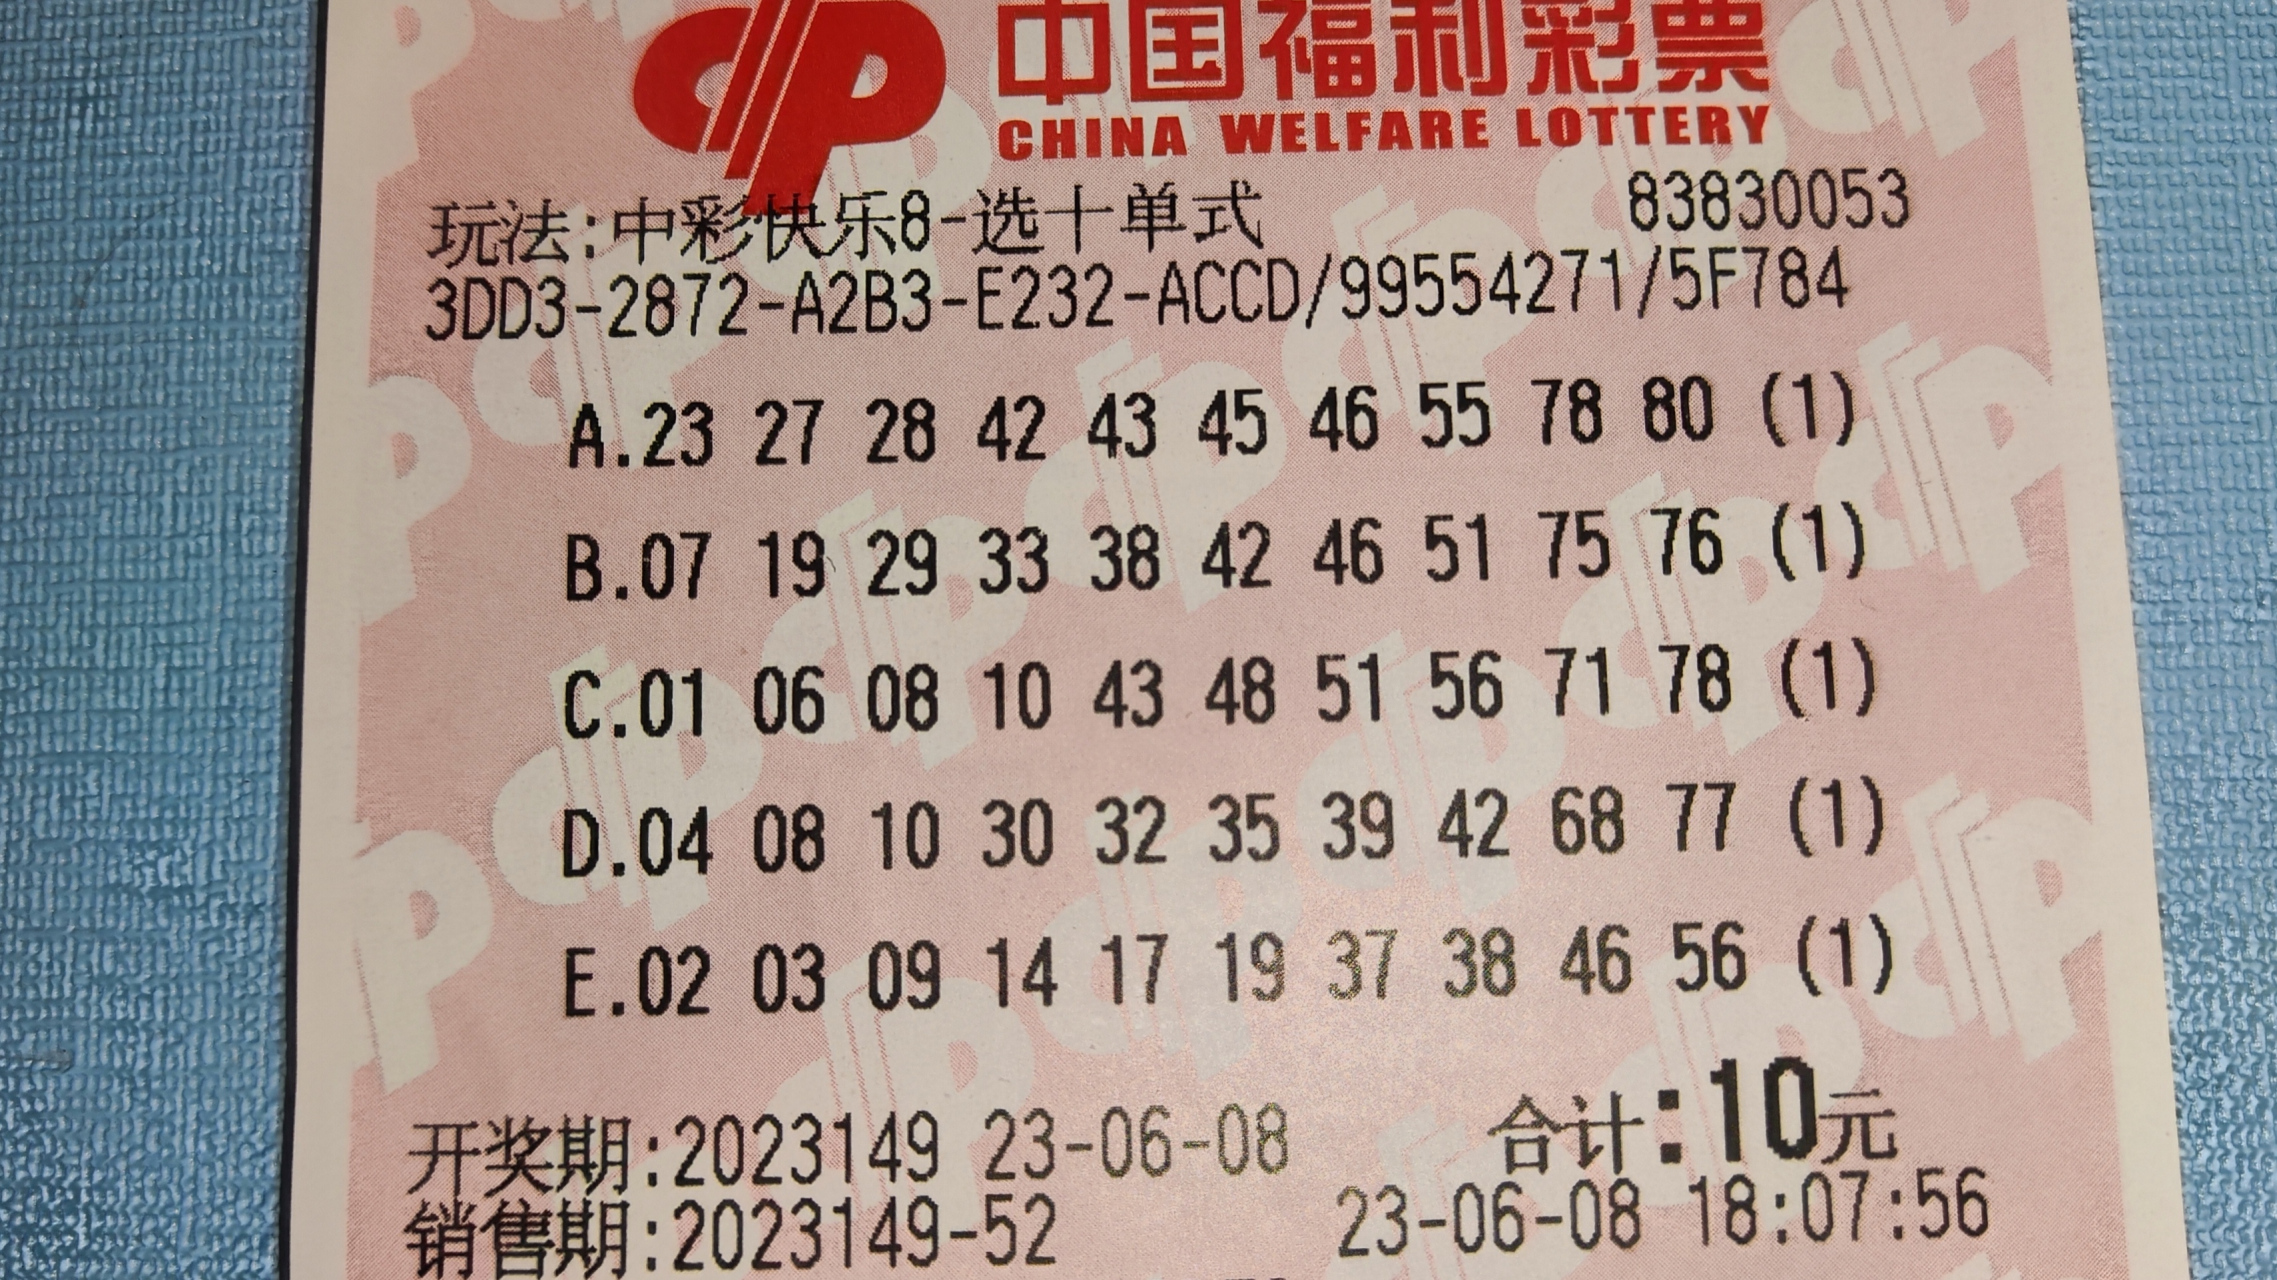 中国福利彩票
CHINA WELFARE LOTTERY
玩法:中彩快乐8-选十单式 83830053
3DD3-2872-A2B3-E232-ACCD/99554271/5F784
A.23 27 28 42 43 45 46 55 78 80 (1)
B.07 19 29 33 38 42 46 51 75 76 (1)
C.01 06 08 10 43 48 51 56 71 78 (1)
D.04 08 10 30 32 35 39 42 68 77 (1)
E.02 03 09 14 17 19 37 38 46 56 (1)
开奖期:2023149 23-06-08 合计:10元
销售期:2023149-52 23-06-08 18:07:56